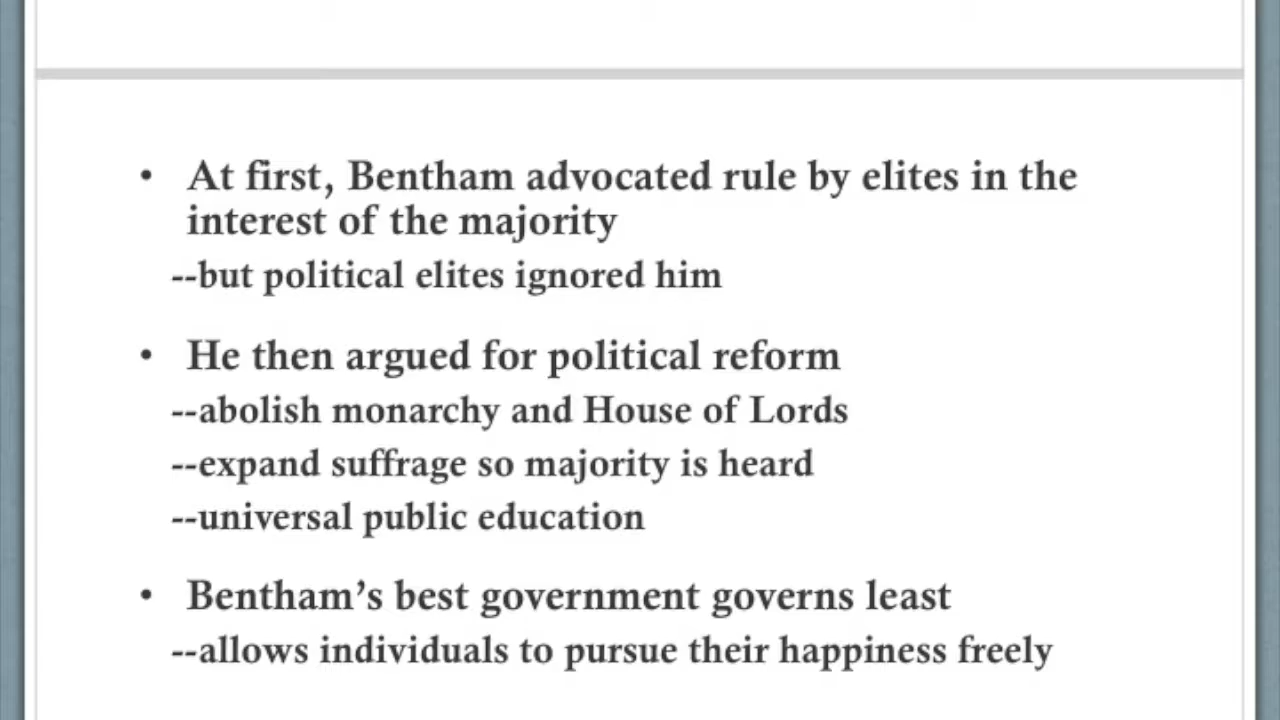 • At first, Bentham advocated rule by elites in the
interest of the majority
--but political elites ignored him
• He then argued for political reform
--abolish monarchy and House of Lords
--expand suffrage so majority is heard
--universal public education
• Bentham’s best government governs least
--allows individuals to pursue their happiness freely